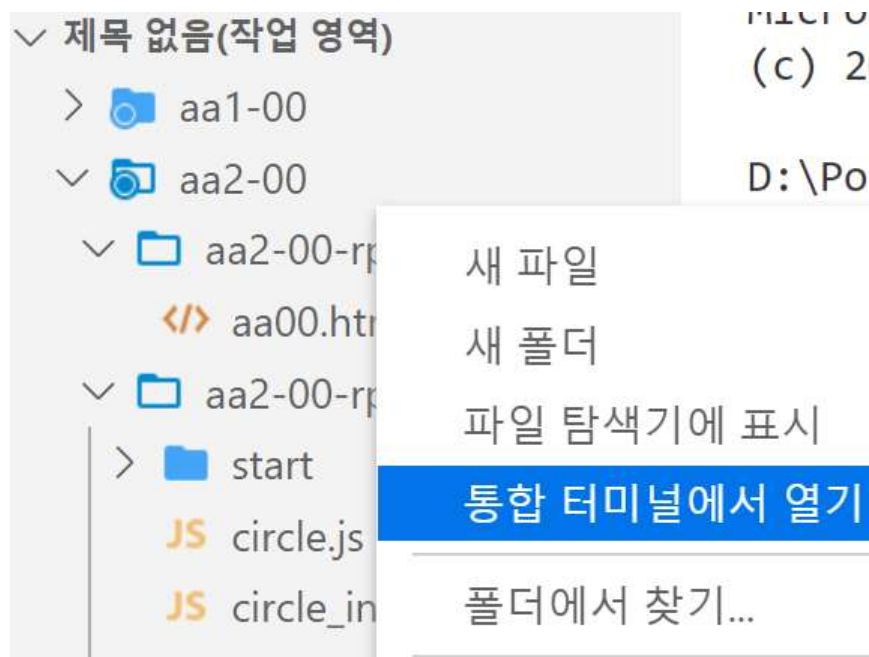 제목 없음(작업 영역)
aa1-00
aa2-00
aa2-00-rp
</> aa00.htm
aa2-00-rp
start
JS circle.js
JS circle_in
(c) 2
D:\Po
새 파일
새 폴더
파일 탐색기에 표시
통합 터미널에서 열기
폴더에서 찾기...